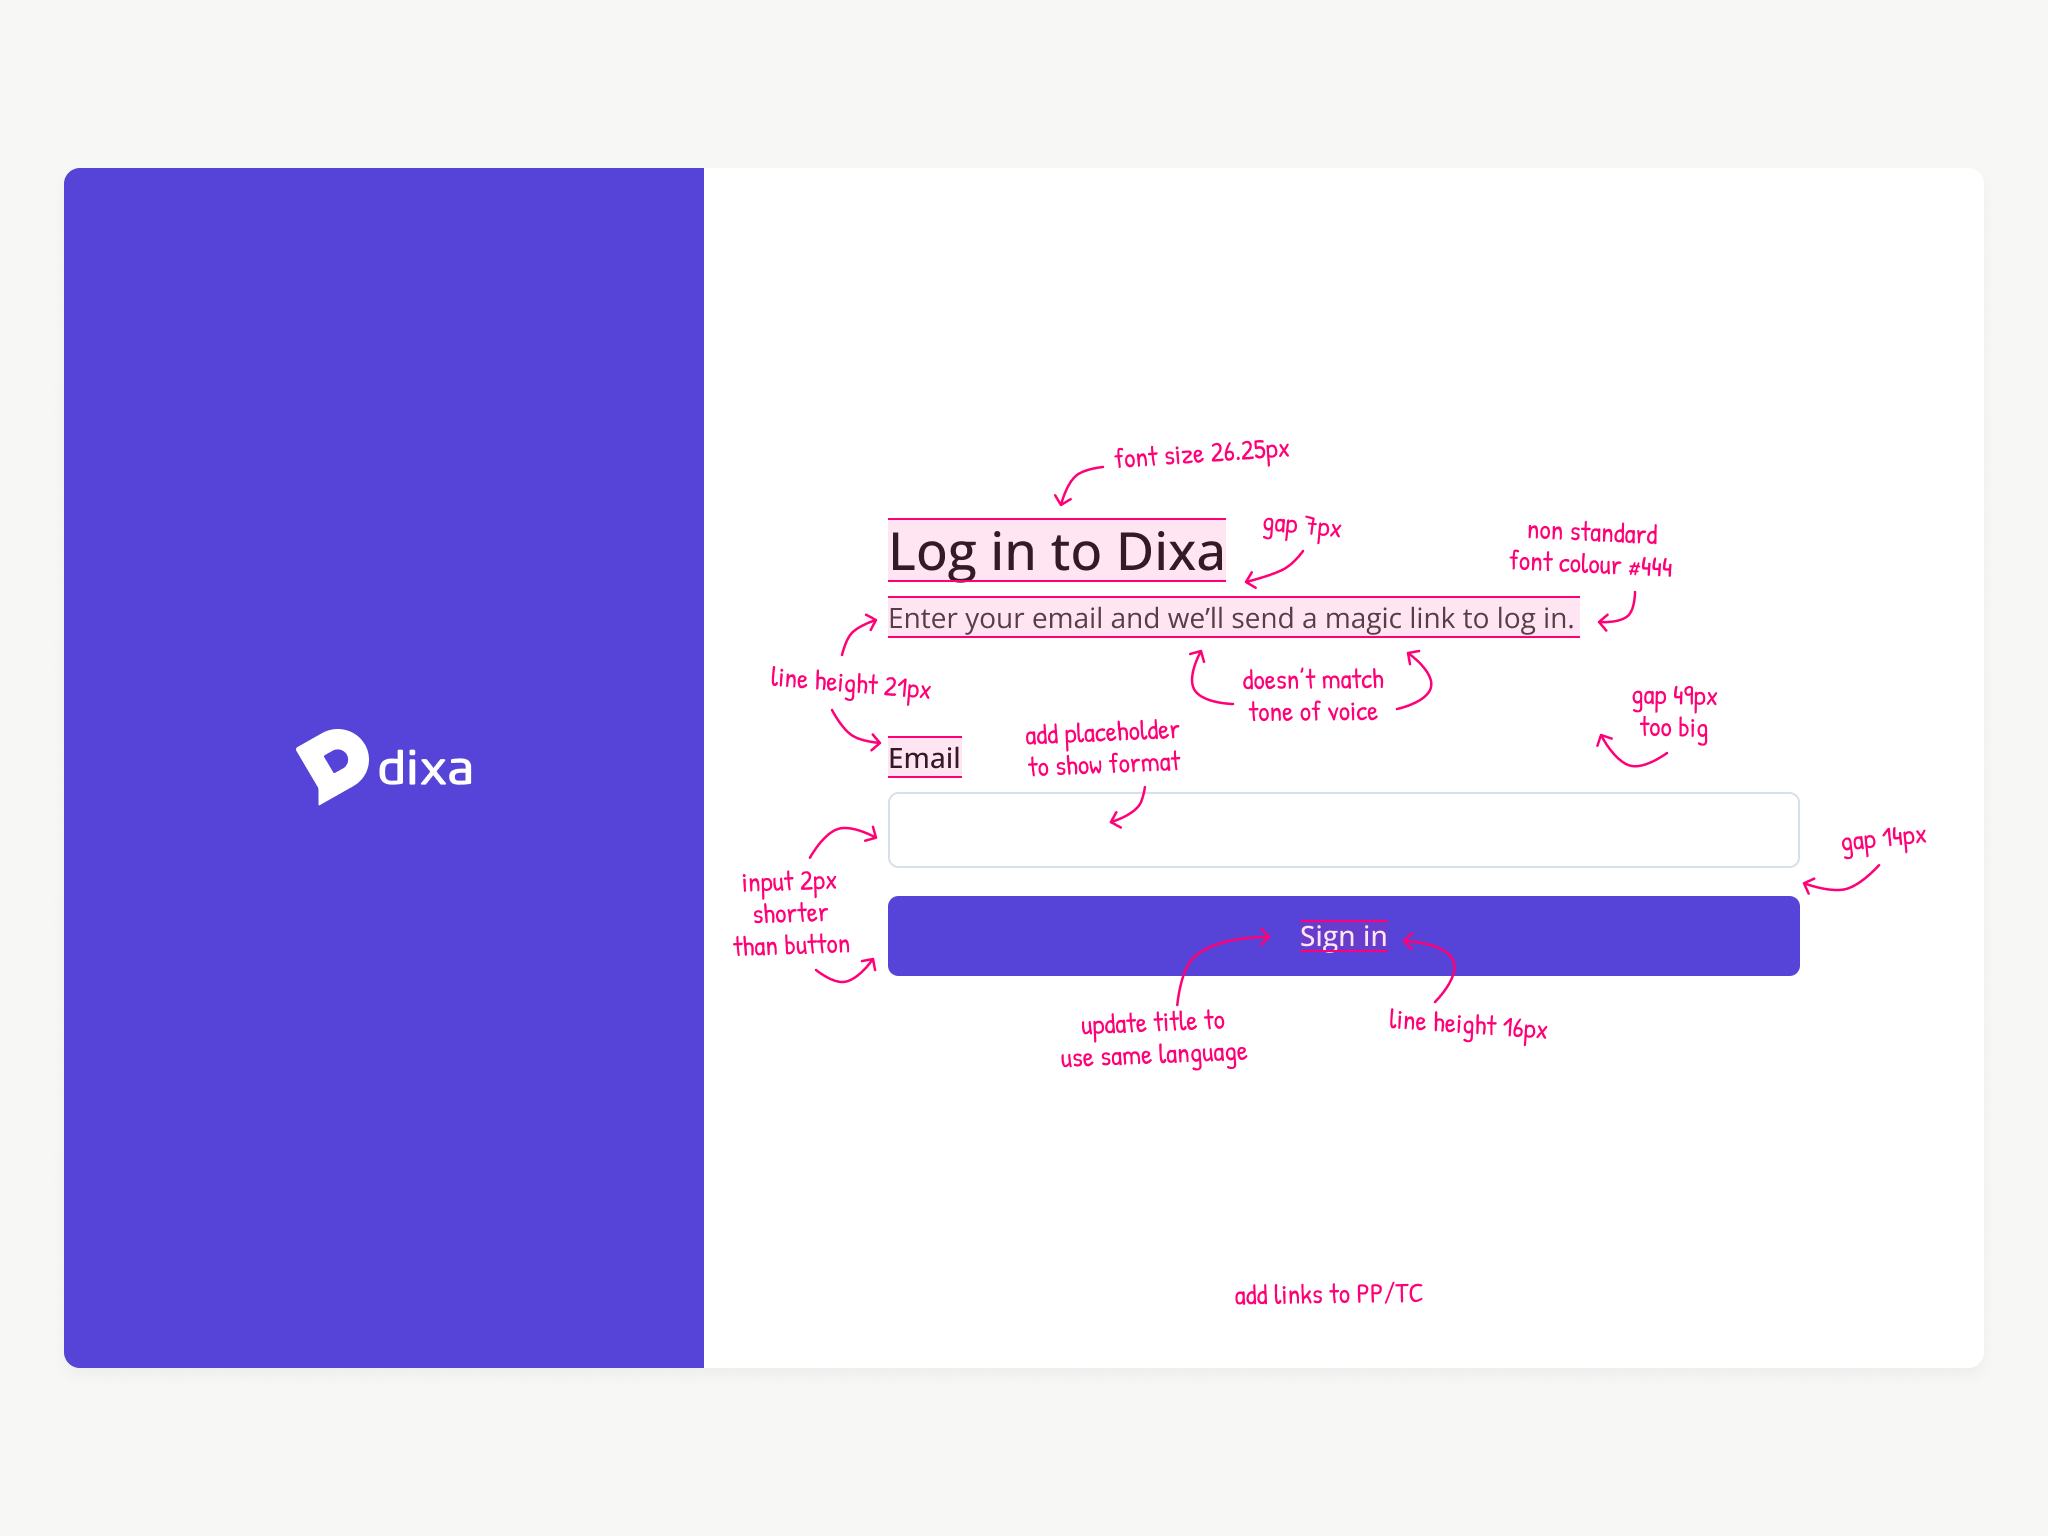 font size 26.25px
Log in to Dixa
gap 7px
non standard
font colour #444
Enter your email and we’ll send a magic link to log in.
line height 21px
doesn't match
tone of voice
gap 49px
too big
Email
add placeholder
to show format
dixa
input 2px
shorter
than button
gap 14px
Sign in
update title to
use same language
line height 16px
add links to PP/TC